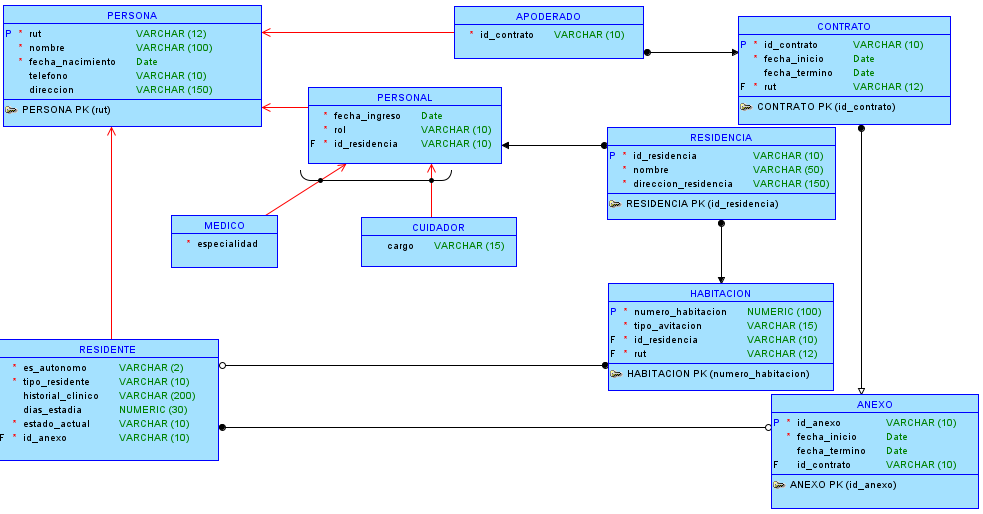 PERSONA
P * rut VARCHAR (12)
* nombre VARCHAR (100)
* fecha_nacimiento Date
telefono VARCHAR (10)
direccion VARCHAR (150)
PERSONA PK (rut)
APODERADO
* id_contrato VARCHAR (10)
CONTRATO
P * id_contrato VARCHAR (10)
* fecha_inicio Date
fecha_termino Date
F * rut VARCHAR (12)
CONTRATO PK (id_contrato)
PERSONAL
* fecha_ingreso Date
* rol VARCHAR (10)
F * id_residencia VARCHAR (10)
RESIDENCIA
P * id_residencia VARCHAR (10)
* nombre VARCHAR (50)
* direccion_residencia VARCHAR (150)
RESIDENCIA PK (id_residencia)
MEDICO
* especialidad
CUIDADOR
cargo VARCHAR (15)
HABITACION
P * numero_habitacion NUMERIC (100)
* tipo_avitacion VARCHAR (15)
F * id_residencia VARCHAR (10)
F * rut VARCHAR (12)
HABITACION PK (numero_habitacion)
RESIDENTE
* es_autonomo VARCHAR (2)
* tipo_residente VARCHAR (10)
historial_clinico VARCHAR (200)
dias_estadia NUMERIC (30)
* estado_actual VARCHAR (10)
F * id_anexo VARCHAR (10)
ANEXO
P * id_anexo VARCHAR (10)
* fecha_inicio Date
fecha_termino Date
F id_contrato VARCHAR (10)
ANEXO PK (id_anexo)